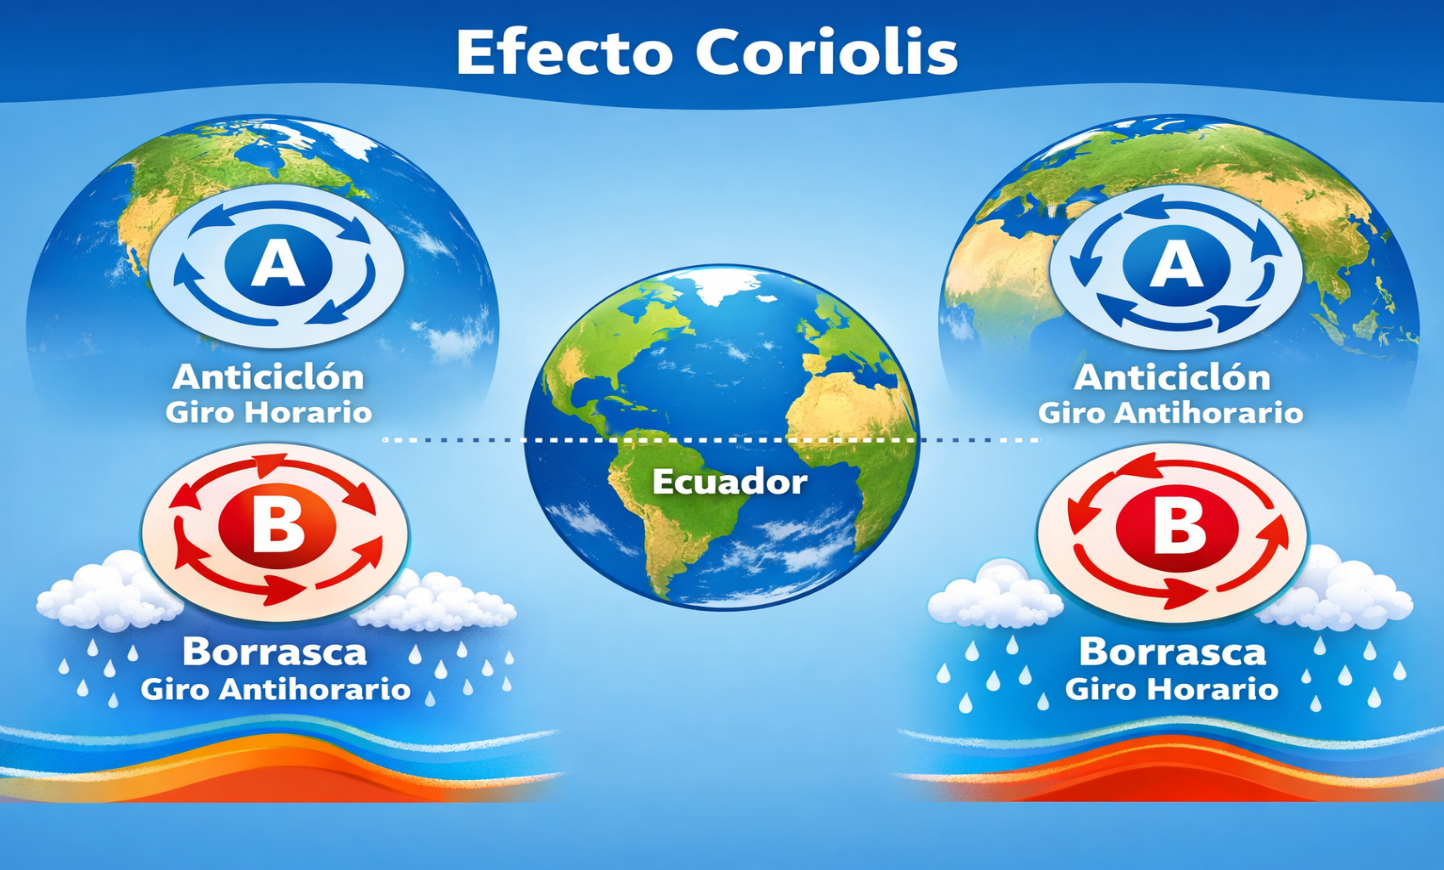 Efecto Coriolis
A
Anticiclón
Giro Horario
A
Anticiclón
Giro Antihorario
Ecuador
B
Borrasca
Giro Antihorario
B
Borrasca
Giro Horario